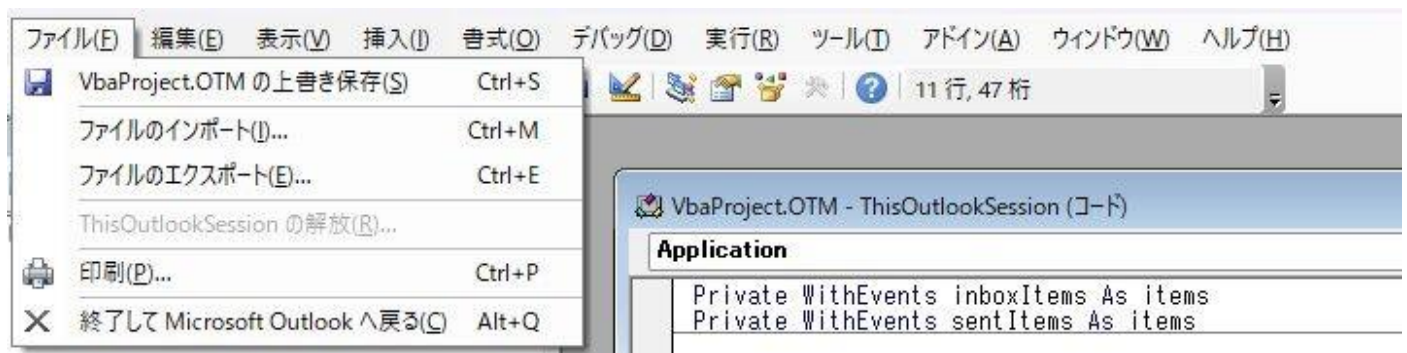 ファイル(F) 編集(E) 表示(V) 挿入(I) 書式(O) デバッグ(D) 実行(R) ツール(T) アドイン(A) ウィンドウ(W) ヘルプ(H)
VbaProject.OTM の上書き保存(S) Ctrl+S
11 行, 47 桁
ファイルのインポート(I)... Ctrl+M
ファイルのエクスポート(E)... Ctrl+E
ThisOutlookSession の解放(R)...
印刷(P)... Ctrl+P
終了して Microsoft Outlook へ戻る(C) Alt+Q
VbaProject.OTM - ThisOutlookSession (コード)
Application
Private WithEvents inboxItems As items
Private WithEvents sentItems As items